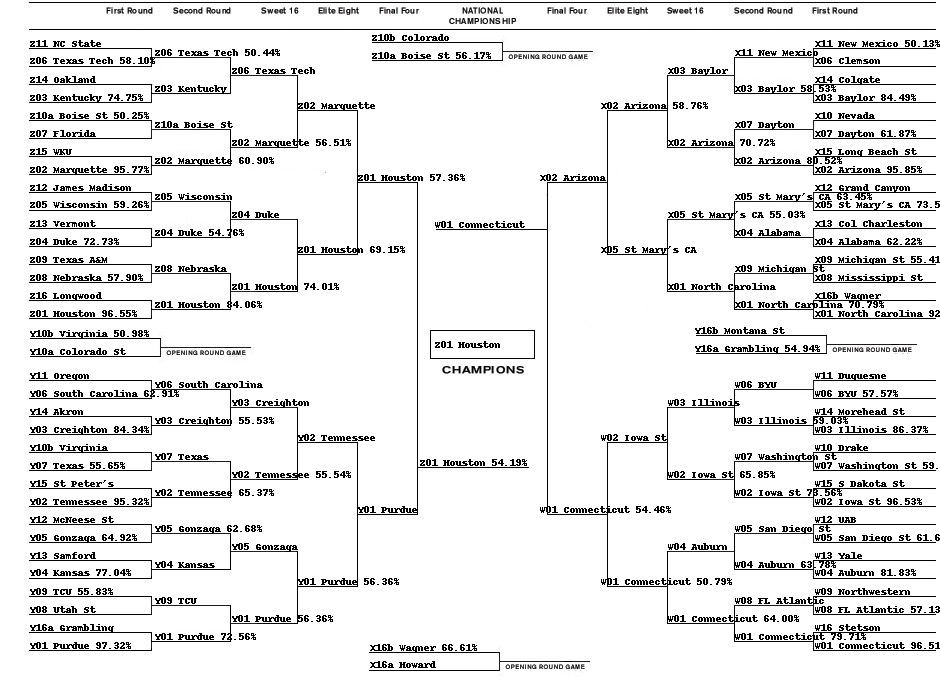 First Round Second Round Sweet 16 Elite Eight Final Four NATIONAL CHAMPIONSHIP Final Four Elite Eight Sweet 16 Second Round First Round
Z11 NC State
Z06 Texas Tech 58.10%
Z14 Oakland
Z03 Kentucky 74.75%
Z10a Boise St 50.25%
Z07 Florida
Z15 WKU
Z02 Marquette 95.77%
Z12 James Madison
Z05 Wisconsin 59.26%
Z13 Vermont
Z04 Duke 72.73%
Z09 Texas A&M
Z08 Nebraska 57.90%
Z16 Longwood
Z01 Houston 96.55%
Z06 Texas Tech 50.44%
Z03 Kentucky
Z10a Boise St
Z02 Marquette 60.90%
Z05 Wisconsin
Z04 Duke 54.76%
Z08 Nebraska
Z01 Houston 84.06%
Z06 Texas Tech
Z02 Marquette 56.51%
Z04 Duke
Z01 Houston 74.01%
Z02 Marquette
Z01 Houston 69.15%
Z01 Houston 57.36%
Z10b Colorado
Z10a Boise St 56.17%
OPENING ROUND GAME
Y10b Virginia 50.98%
Y10a Colorado St
OPENING ROUND GAME
Y11 Oregon
Y06 South Carolina 62.91%
Y14 Akron
Y03 Creighton 84.34%
Y10b Virginia
Y07 Texas 55.65%
Y15 St Peter's
Y02 Tennessee 95.32%
Y12 McNeese St
Y05 Gonzaga 64.92%
Y13 Samford
Y04 Kansas 77.04%
Y09 TCU 55.83%
Y08 Utah St
Y16a Grambling
Y01 Purdue 97.32%
Y06 South Carolina
Y03 Creighton 55.53%
Y07 Texas
Y02 Tennessee 65.37%
Y05 Gonzaga 62.68%
Y04 Kansas
Y09 TCU
Y01 Purdue 72.56%
Y03 Creighton
Y02 Tennessee 55.54%
Y05 Gonzaga
Y01 Purdue 56.36%
Y02 Tennessee
Y01 Purdue 56.36%
Y01 Purdue
Z01 Houston 54.19%
W01 Connecticut
Z01 Houston
CHAMPIONS
X02 Arizona
W01 Connecticut 54.46%
X02 Arizona 58.76%
X05 St Mary's CA
X03 Baylor
X02 Arizona 70.72%
X05 St Mary's CA 55.03%
X01 North Carolina
X11 New Mexico
X03 Baylor 58.53%
X07 Dayton
X02 Arizona 80.52%
X05 St Mary's CA 63.45%
X04 Alabama
X09 Michigan St
X01 North Carolina 70.79%
X11 New Mexico 50.13%
X06 Clemson
X14 Colgate
X03 Baylor 84.49%
X10 Nevada
X07 Dayton 61.87%
X15 Long Beach St
X02 Arizona 95.85%
X12 Grand Canyon
X05 St Mary's CA 73.5
X13 Col Charleston
X04 Alabama 62.22%
X09 Michigan St 55.41
X08 Mississippi St
X16b Wagner
X01 North Carolina 92
Y16b Montana St
Y16a Grambling 54.94%
OPENING ROUND GAME
W02 Iowa St
W01 Connecticut 50.79%
W03 Illinois
W02 Iowa St 65.85%
W04 Auburn
W01 Connecticut 64.00%
W06 BYU
W03 Illinois 59.03%
W07 Washington St
W02 Iowa St 73.56%
W05 San Diego St
W04 Auburn 63.78%
W08 FL Atlantic
W01 Connecticut 79.71%
W11 Duquesne
W06 BYU 57.57%
W14 Morehead St
W03 Illinois 86.37%
W10 Drake
W07 Washington St 59.
W15 S Dakota St
W02 Iowa St 96.53%
W12 UAB
W05 San Diego St 61.6
W13 Yale
W04 Auburn 81.83%
W09 Northwestern
W08 FL Atlantic 57.13
W16 Stetson
W01 Connecticut 96.51
X16b Wagner 66.61%
X16a Howard
OPENING ROUND GAME